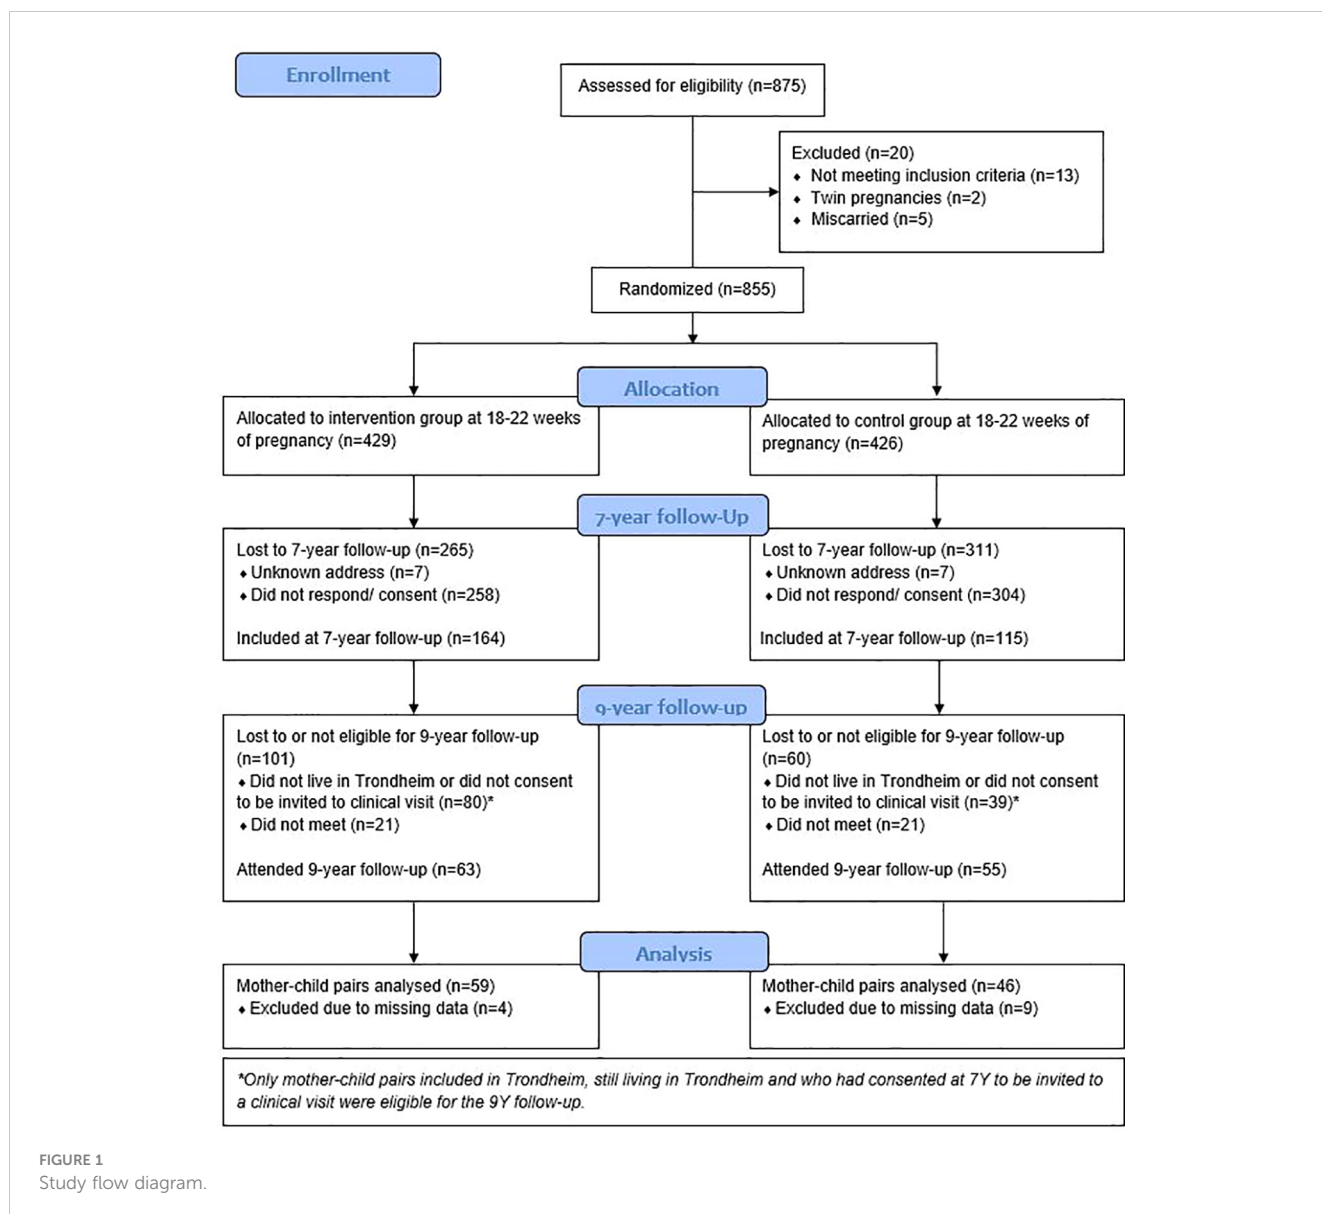 Enrollment
Assessed for eligibility (n=875)
Excluded (n=20)
♦ Not meeting inclusion criteria (n=13)
♦ Twin pregnancies (n=2)
♦ Miscarried (n=5)
Randomized (n=855)
Allocation
Allocated to intervention group at 18-22 weeks
of pregnancy (n=429)
Allocated to control group at 18-22 weeks of
pregnancy (n=426)
7-year follow-Up
Lost to 7-year follow-up (n=265)
♦ Unknown address (n=7)
♦ Did not respond/ consent (n=258)
Included at 7-year follow-up (n=164)
Lost to 7-year follow-up (n=311)
♦ Unknown address (n=7)
♦ Did not respond/ consent (n=304)
Included at 7-year follow-up (n=115)
9-year follow-up
Lost to or not eligible for 9-year follow-up
(n=101)
♦ Did not live in Trondheim or did not consent
to be invited to clinical visit (n=80)*
♦ Did not meet (n=21)
Attended 9-year follow-up (n=63)
Lost to or not eligible for 9-year follow-up
(n=60)
♦ Did not live in Trondheim or did not consent
to be invited to clinical visit (n=39)*
♦ Did not meet (n=21)
Attended 9-year follow-up (n=55)
Analysis
Mother-child pairs analysed (n=59)
♦ Excluded due to missing data (n=4)
Mother-child pairs analysed (n=46)
♦ Excluded due to missing data (n=9)
*Only mother-child pairs included in Trondheim, still living in Trondheim and who had consented at 7Y to be invited to
a clinical visit were eligible for the 9Y follow-up.
FIGURE 1
Study flow diagram.